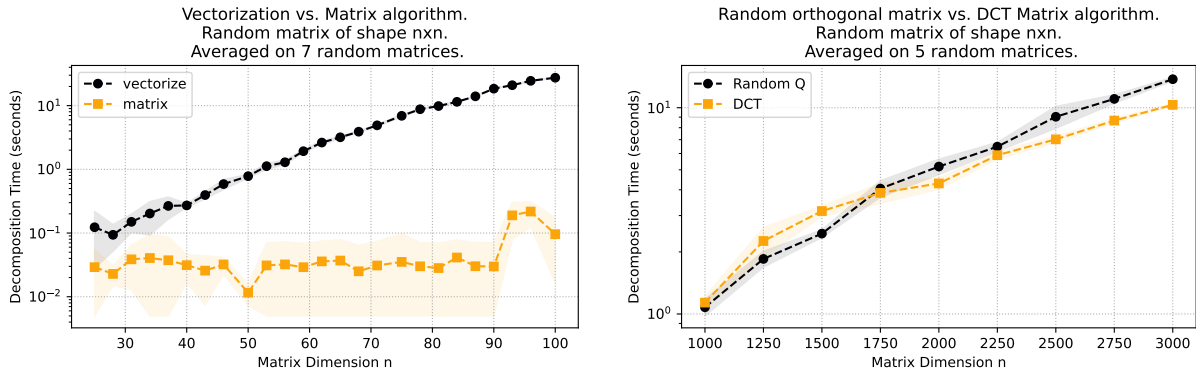 Vectorization vs. Matrix algorithm.
Random matrix of shape nxn.
Averaged on 7 random matrices.
vectorize
matrix
Decomposition Time (seconds)
10^1
10^0
10^−1
10^−2
30 40 50 60 70 80 90 100
Matrix Dimension n
Random orthogonal matrix vs. DCT Matrix algorithm.
Random matrix of shape nxn.
Averaged on 5 random matrices.
Random Q
DCT
Decomposition Time (seconds)
10^1
10^0
1000 1250 1500 1750 2000 2250 2500 2750 3000
Matrix Dimension n